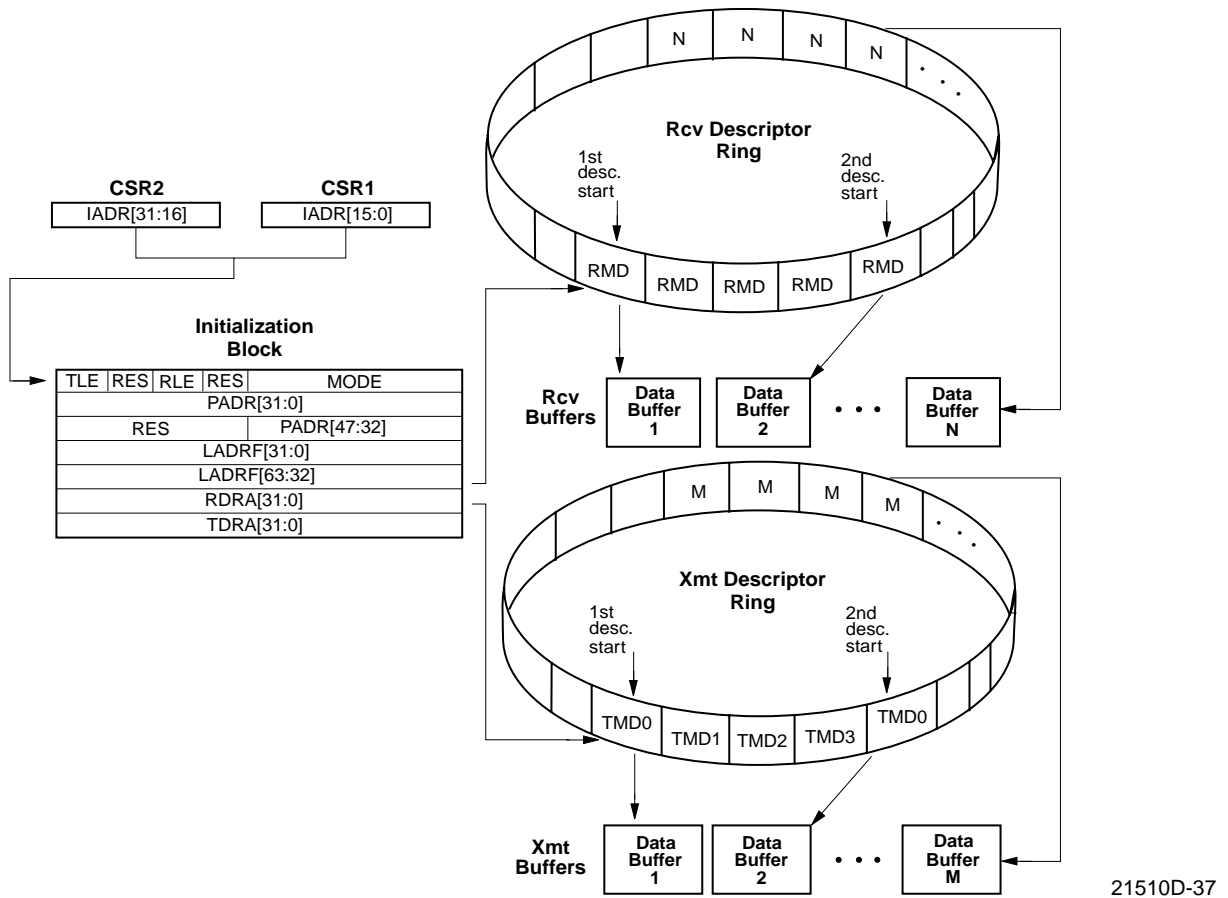 N N N N
Rcv Descriptor
Ring
1st
desc.
start
2nd
desc.
start
CSR2 CSR1
IADR[31:16] IADR[15:0]
RMD RMD RMD RMD RMD
Initialization
Block
TLE RES RLE RES MODE
PADR[31:0]
RES PADR[47:32]
LADRF[31:0]
LADRF[63:32]
RDRA[31:0]
TDRA[31:0]
Rcv
Buffers
Data
Buffer
1
Data
Buffer
2
• • •
Data
Buffer
N
M M M M
Xmt Descriptor
Ring
1st
desc.
start
2nd
desc.
start
TMD0 TMD1 TMD2 TMD3 TMD0
Xmt
Buffers
Data
Buffer
1
Data
Buffer
2
• • •
Data
Buffer
M
21510D-37